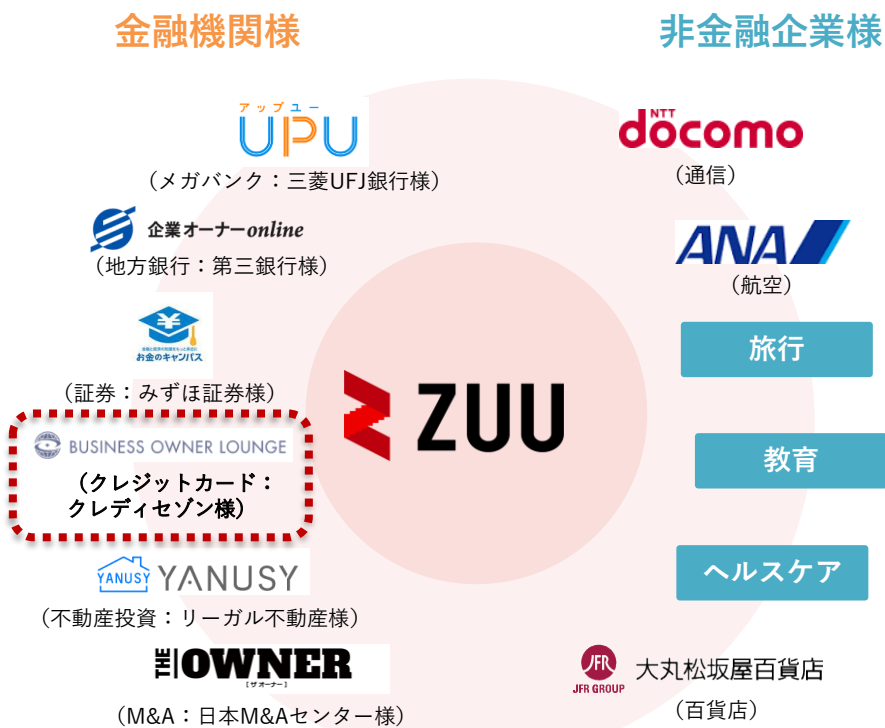 金融機関様
非金融企業様
アップユー
UPU
(メガバンク：三菱UFJ銀行様)
企業オーナーonline
(地方銀行：第三銀行様)
お金のキャンパス
(証券：みずほ証券様)
BUSINESS OWNER LOUNGE
(クレジットカード：
クレディセゾン様)
YANUSY YANUSY
(不動産投資：リーガル不動産様)
THE OWNER
[ザオーナー]
(M&A：日本M&Aセンター様)
ZUU
NTT
docomo
(通信)
ANA
(航空)
旅行
教育
ヘルスケア
JFR
JFR GROUP
大丸松坂屋百貨店
(百貨店)